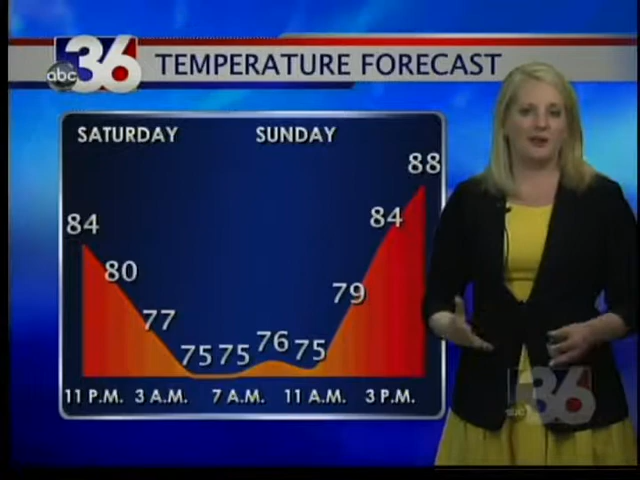 abc 36 TEMPERATURE FORECAST
SATURDAY SUNDAY
84 80 77 75 75 76 75 79 84 88
11 P.M. 3 A.M. 7 A.M. 11 A.M. 3 P.M.
abc 36